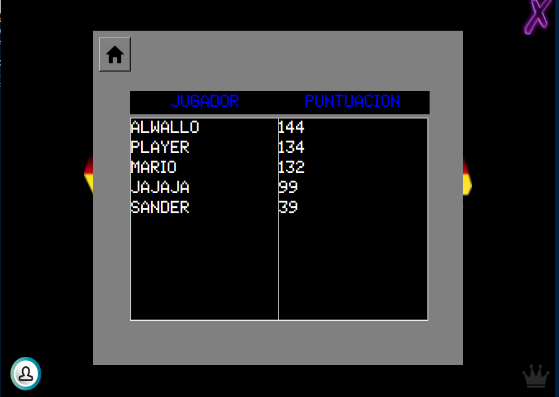 X
JUGADOR PUNTUACION
ALWALLO 144
PLAYER 134
MARIO 132
JAJAJA 99
SANDER 39